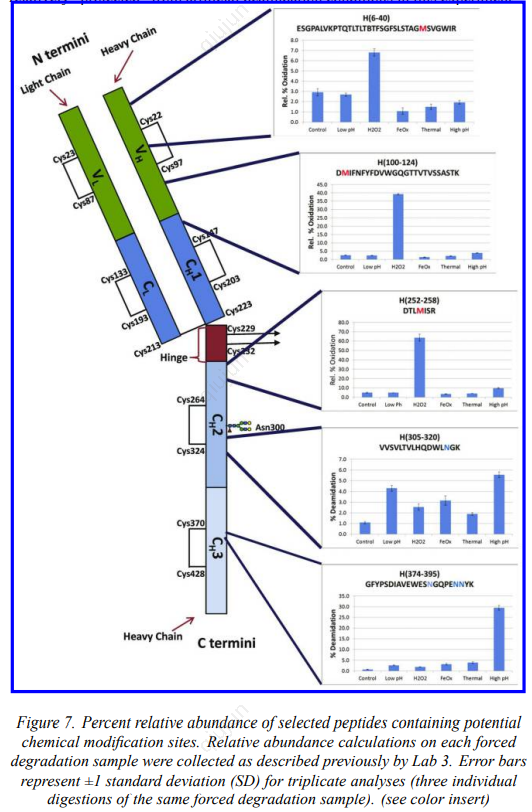 N termini
Light Chain
Heavy Chain
Cys22
Cys23
VL
VH
Cys97
Cys87
Cys147
Cys133
CL
CH1
Cys203
Cys193
Cys223
Cys213
Cys229
Hinge
Cys264
CH2
Asn300
Cys324
Cys370
CH3
Cys428
Heavy Chain
C termini
H(6-40)
ESGPALVKPTQTLTLTBTFSGFSLSTAGMSVGWIR
Rel. % Oxidation
8.0
7.0
6.0
5.0
4.0
3.0
2.0
1.0
0.0
Control Low pH H2O2 FeOx Thermal High pH
H(100-124)
DMIFNFYFDVWGQGTTVTVSSASTK
Rel. % Oxidation
45.0
40.0
35.0
30.0
25.0
20.0
15.0
10.0
5.0
0.0
Control Low pH H2O2 FeOx Thermal High pH
H(252-258)
DTLMISR
Rel. % Oxidation
80.0
70.0
60.0
50.0
40.0
30.0
20.0
10.0
0.0
Control Low Ph H2O2 FeOx Thermal High pH
H(305-320)
VVSVLTVLHQDWLNGK
% Deamidation
7.0
6.0
5.0
4.0
3.0
2.0
1.0
0.0
Control Low pH H2O2 FeOx Thermal High pH
H(374-395)
GFYPSDIAVEWESNGQPENNYK
% Deamidation
35.0
30.0
25.0
20.0
15.0
10.0
5.0
0.0
Control Low pH H2O2 FeOx Thermal High pH
Figure 7. Percent relative abundance of selected peptides containing potential
chemical modification sites. Relative abundance calculations on each forced
degradation sample were collected as described previously by Lab 3. Error bars
represent ±1 standard deviation (SD) for triplicate analyses (three individual
digestions of the same forced degradation sample). (see color insert)